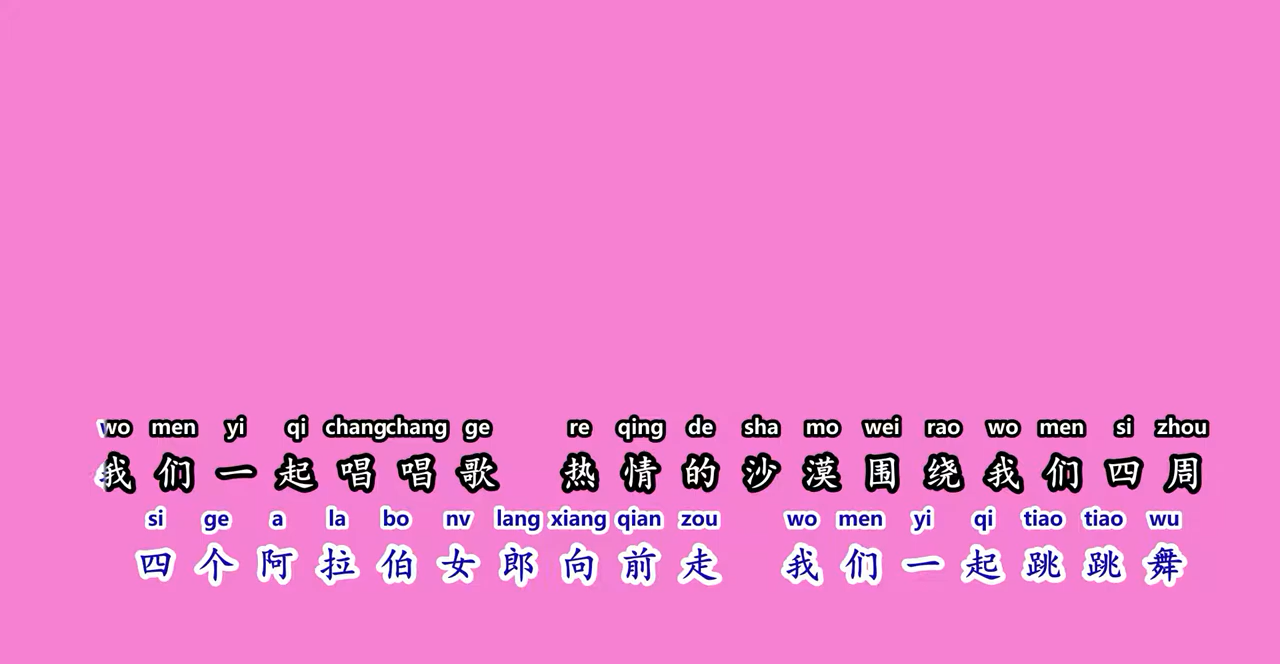 wo men yi qi changchang ge re qing de sha mo wei rao wo men si zhou
我们一起唱唱歌 热情的沙漠围绕我们四周
si ge a la bo nv lang xiang qian zou wo men yi qi tiao tiao wu
四个阿拉伯女郎向前走 我们一起跳跳舞